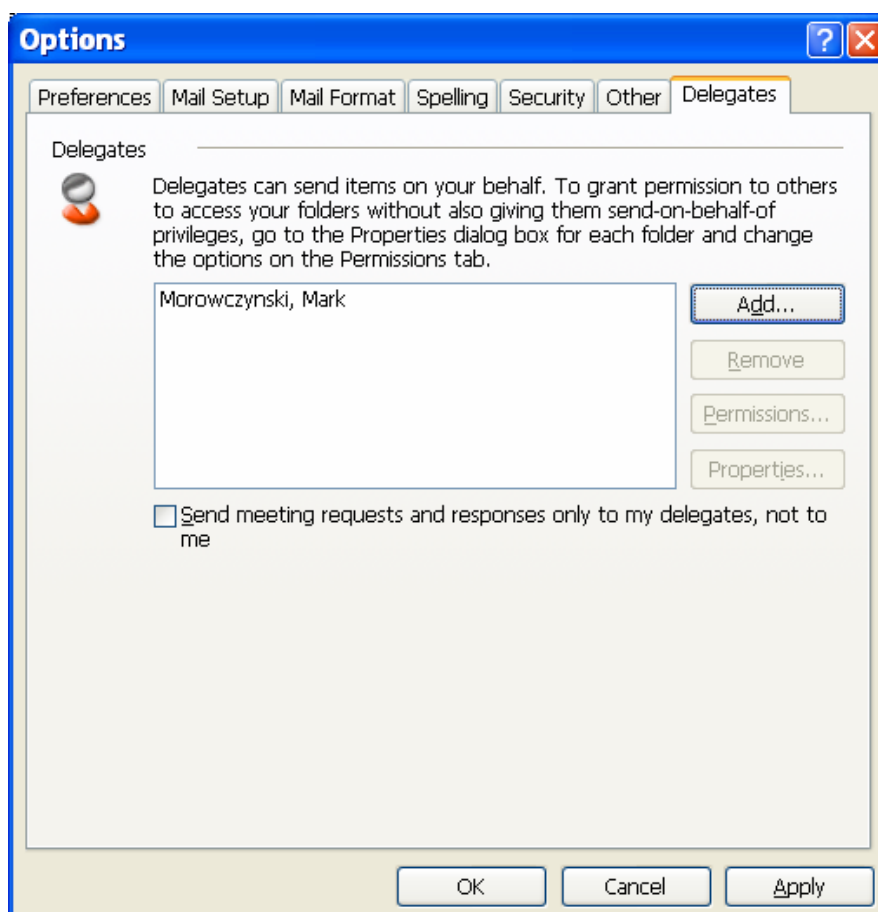 Options
Preferences Mail Setup Mail Format Spelling Security Other Delegates
Delegates
Delegates can send items on your behalf. To grant permission to others
to access your folders without also giving them send-on-behalf-of
privileges, go to the Properties dialog box for each folder and change
the options on the Permissions tab.
Morowczynski, Mark
Add...
Remove
Permissions...
Properties...
Send meeting requests and responses only to my delegates, not to
me
OK Cancel Apply